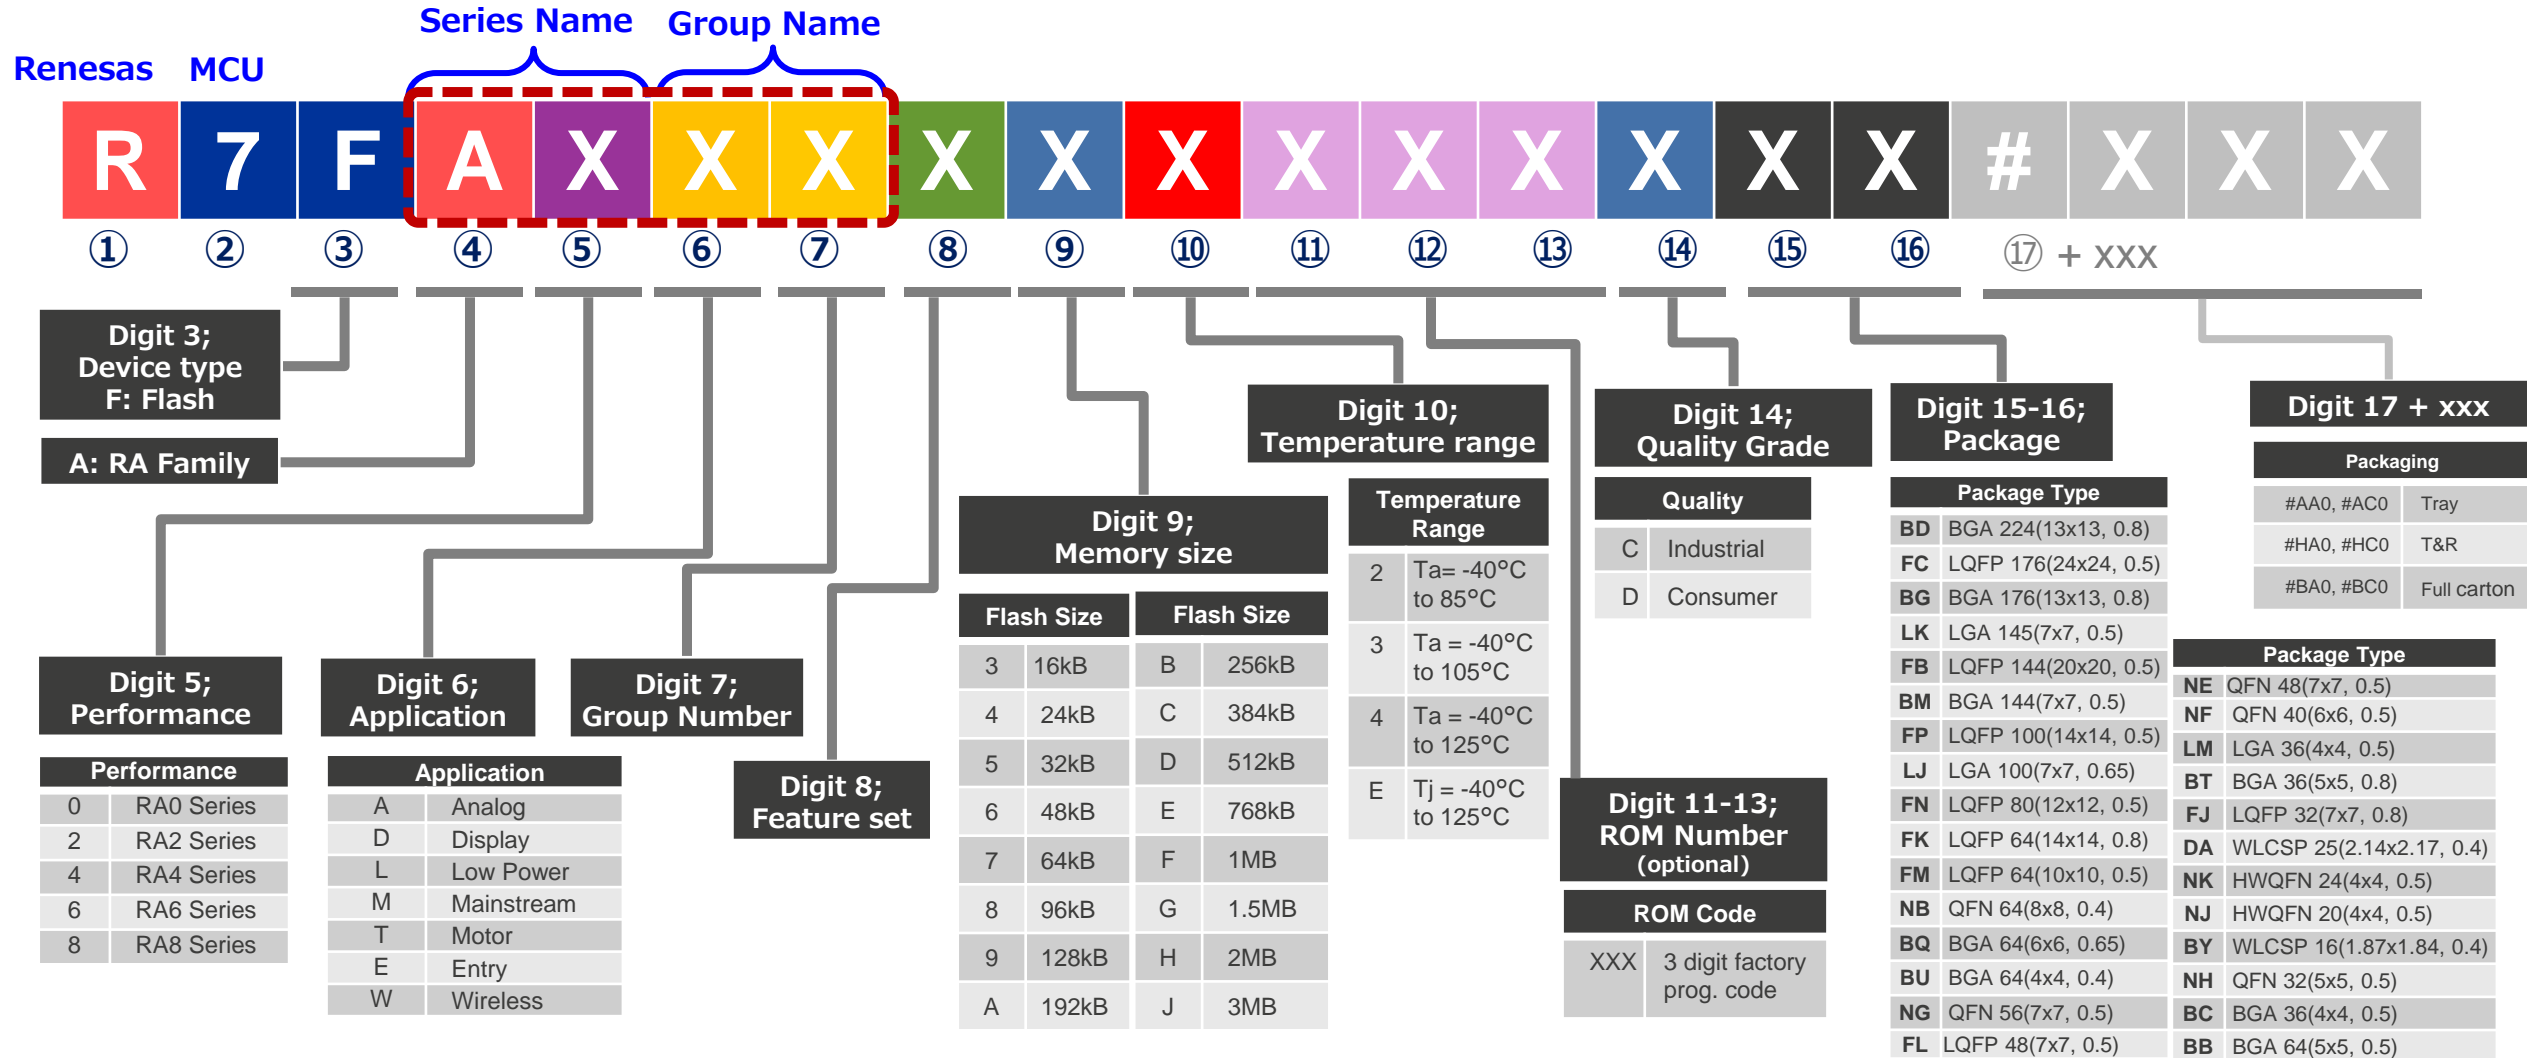 Series Name
Group Name
Renesas
MCU
R 7 F A X X X X X X X X X X X X # X X X
① ② ③ ④ ⑤ ⑥ ⑦ ⑧ ⑨ ⑩ ⑪ ⑫ ⑬ ⑭ ⑮ ⑯ ⑰ + xxx
Digit 3;
Device type
F: Flash
A: RA Family
Digit 5;
Performance
Performance
0 RA0 Series
2 RA2 Series
4 RA4 Series
6 RA6 Series
8 RA8 Series
Digit 6;
Application
Application
A Analog
D Display
L Low Power
M Mainstream
T Motor
E Entry
W Wireless
Digit 7;
Group Number
Digit 8;
Feature set
Digit 9;
Memory size
Flash Size
3 16kB
4 24kB
5 32kB
6 48kB
7 64kB
8 96kB
9 128kB
A 192kB
Flash Size
B 256kB
C 384kB
D 512kB
E 768kB
F 1MB
G 1.5MB
H 2MB
J 3MB
Digit 10;
Temperature range
Temperature
Range
2 Ta= -40°C
to 85°C
3 Ta = -40°C
to 105°C
4 Ta = -40°C
to 125°C
E Tj = -40°C
to 125°C
Digit 11-13;
ROM Number
(optional)
ROM Code
XXX 3 digit factory
prog. code
Digit 14;
Quality Grade
Quality
C Industrial
D Consumer
Digit 15-16;
Package
Package Type
BD BGA 224(13x13, 0.8)
FC LQFP 176(24x24, 0.5)
BG BGA 176(13x13, 0.8)
LK LGA 145(7x7, 0.5)
FB LQFP 144(20x20, 0.5)
BM BGA 144(7x7, 0.5)
FP LQFP 100(14x14, 0.5)
LJ LGA 100(7x7, 0.65)
FN LQFP 80(12x12, 0.5)
FK LQFP 64(14x14, 0.8)
FM LQFP 64(10x10, 0.5)
NB QFN 64(8x8, 0.4)
BQ BGA 64(6x6, 0.65)
BU BGA 64(4x4, 0.4)
NG QFN 56(7x7, 0.5)
FL LQFP 48(7x7, 0.5)
Digit 17 + xxx
Packaging
#AA0, #AC0 Tray
#HA0, #HC0 T&R
#BA0, #BC0 Full carton
Package Type
NE QFN 48(7x7, 0.5)
NF QFN 40(6x6, 0.5)
LM LGA 36(4x4, 0.5)
BT BGA 36(5x5, 0.8)
FJ LQFP 32(7x7, 0.8)
DA WLCSP 25(2.14x2.17, 0.4)
NK HWQFN 24(4x4, 0.5)
NJ HWQFN 20(4x4, 0.5)
BY WLCSP 16(1.87x1.84, 0.4)
NH QFN 32(5x5, 0.5)
BC BGA 36(4x4, 0.5)
BB BGA 64(5x5, 0.5)